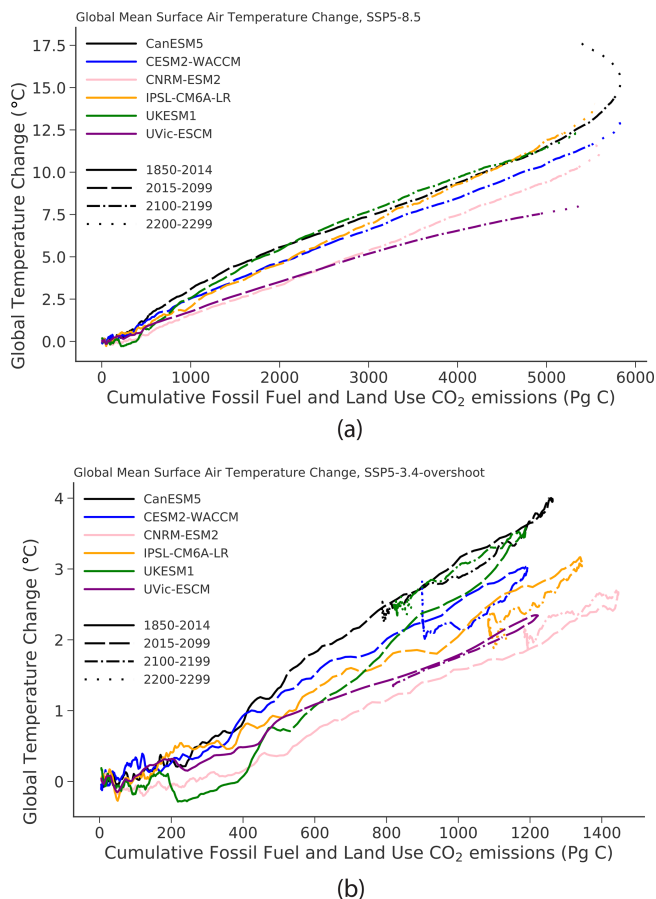 Global Mean Surface Air Temperature Change, SSP5-8.5
CanESM5
CESM2-WACCM
CNRM-ESM2
IPSL-CM6A-LR
UKESM1
UVic-ESCM
1850-2014
2015-2099
2100-2199
2200-2299
Global Temperature Change (°C)
17.5
15.0
12.5
10.0
7.5
5.0
2.5
0.0
0 1000 2000 3000 4000 5000 6000
Cumulative Fossil Fuel and Land Use CO₂ emissions (Pg C)
(a)
Global Mean Surface Air Temperature Change, SSP5-3.4-overshoot
CanESM5
CESM2-WACCM
CNRM-ESM2
IPSL-CM6A-LR
UKESM1
UVic-ESCM
1850-2014
2015-2099
2100-2199
2200-2299
Global Temperature Change (°C)
4
3
2
1
0
0 200 400 600 800 1000 1200 1400
Cumulative Fossil Fuel and Land Use CO₂ emissions (Pg C)
(b)